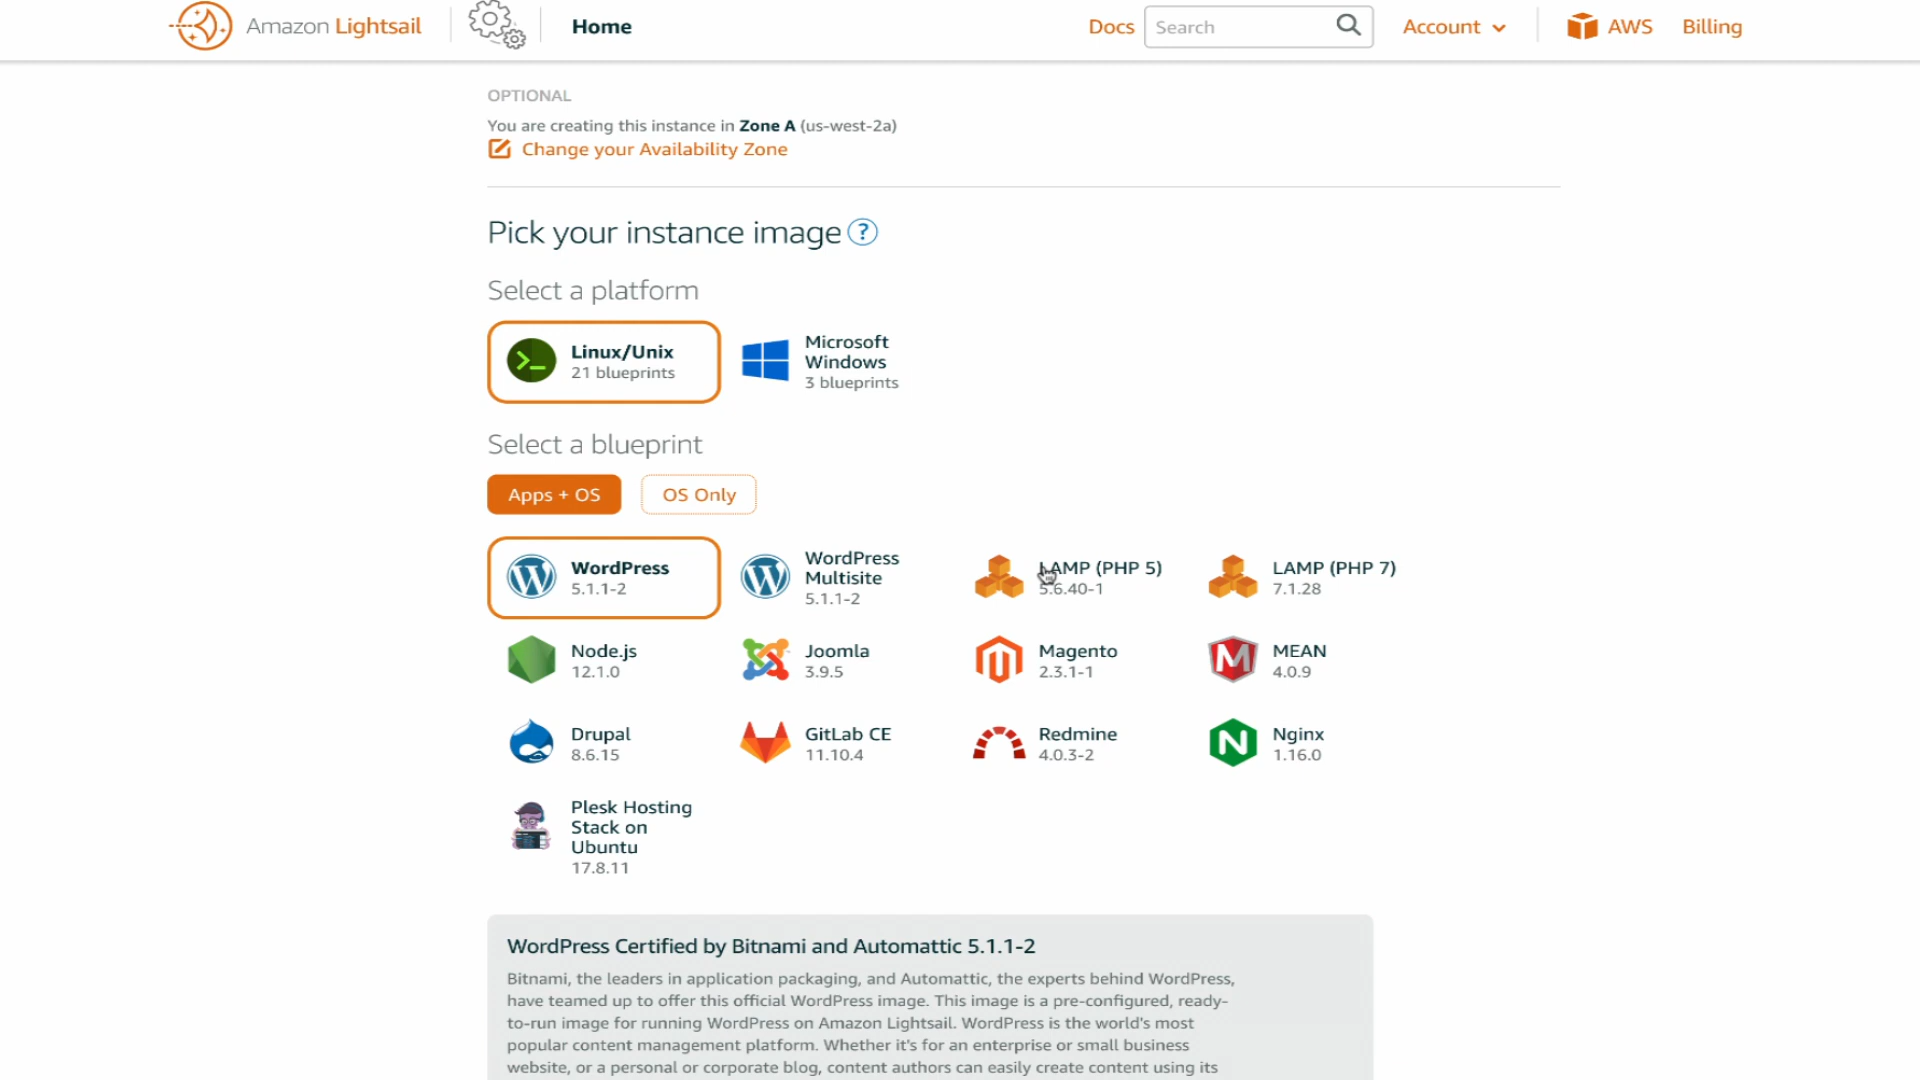 Amazon Lightsail
Home
Docs
Search
Account
AWS
Billing
OPTIONAL
You are creating this instance in Zone A (us-west-2a)
Change your Availability Zone
Pick your instance image ?
Select a platform
Linux/Unix
21 blueprints
Microsoft
Windows
3 blueprints
Select a blueprint
Apps + OS
OS Only
WordPress
5.1.1-2
WordPress
Multisite
5.1.1-2
LAMP (PHP 5)
5.6.40-1
LAMP (PHP 7)
7.1.28
Node.js
12.1.0
Joomla
3.9.5
Magento
2.3.1-1
MEAN
4.0.9
Drupal
8.6.15
GitLab CE
11.10.4
Redmine
4.0.3-2
Nginx
1.16.0
Plesk Hosting
Stack on
Ubuntu
17.8.11
WordPress Certified by Bitnami and Automattic 5.1.1-2
Bitnami, the leaders in application packaging, and Automattic, the experts behind WordPress,
have teamed up to offer this official WordPress image. This image is a pre-configured, ready-
to-run image for running WordPress on Amazon Lightsail. WordPress is the world's most
popular content management platform. Whether it's for an enterprise or small business
website, or a personal or corporate blog, content authors can easily create content using its